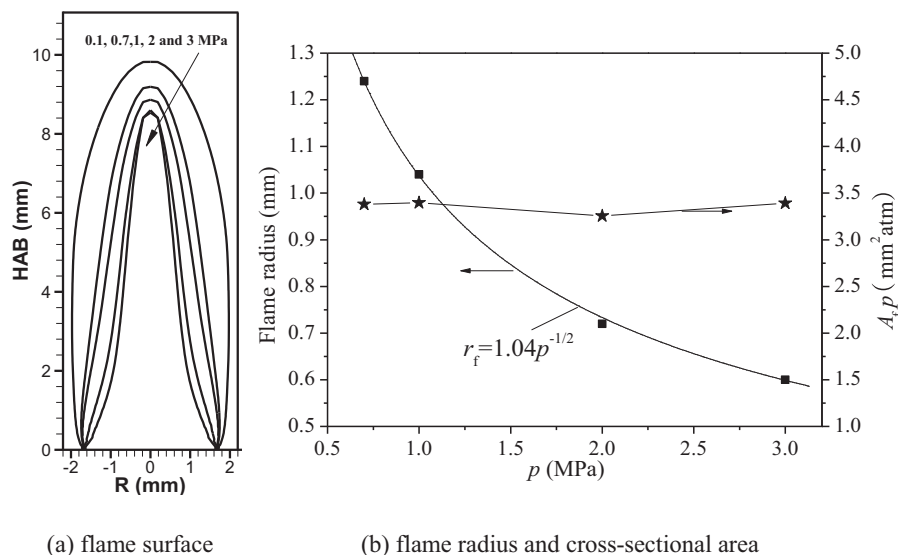 0.1, 0.7,1, 2 and 3 MPa
HAB (mm)
10
8
6
4
2
0
-2 -1 0 1 2
R (mm)
(a) flame surface
Flame radius (mm)
1.3
1.2
1.1
1.0
0.9
0.8
0.7
0.6
0.5
r_f=1.04p^{-1/2}
5.0
4.5
4.0
3.5
3.0
2.5
2.0
1.5
1.0
A_f p ( mm² atm)
0.5 1.0 1.5 2.0 2.5 3.0
p (MPa)
(b) flame radius and cross-sectional area